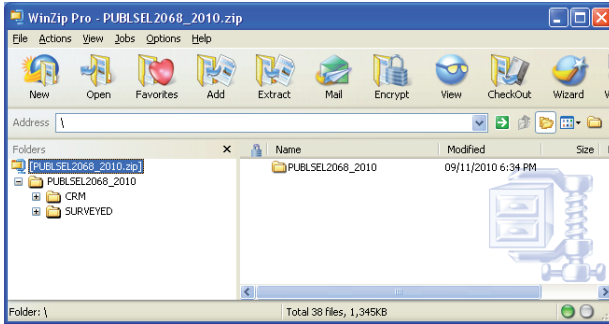 WinZip Pro - PUBLSEL2068_2010.zip
File Actions View Jobs Options Help
New Open Favorites Add Extract Mail Encrypt View CheckOut Wizard
Address \
Folders x Name Modified Size
[PUBLSEL2068_2010.zip] PUBLSEL2068_2010 09/11/2010 6:34 PM
PUBLSEL2068_2010
CRM
SURVEYED
Folder: \ Total 38 files, 1,345KB